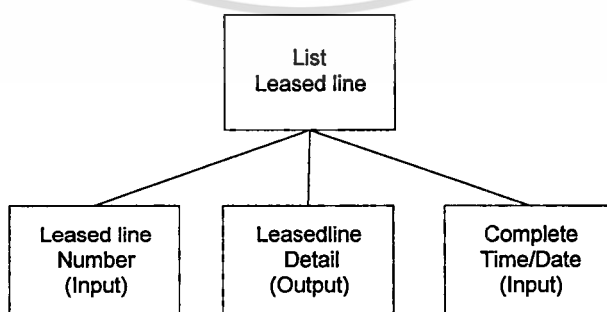 List
Leased line
Leased line
Number
(Input)
Leasedline
Detail
(Output)
Complete
Time/Date
(Input)